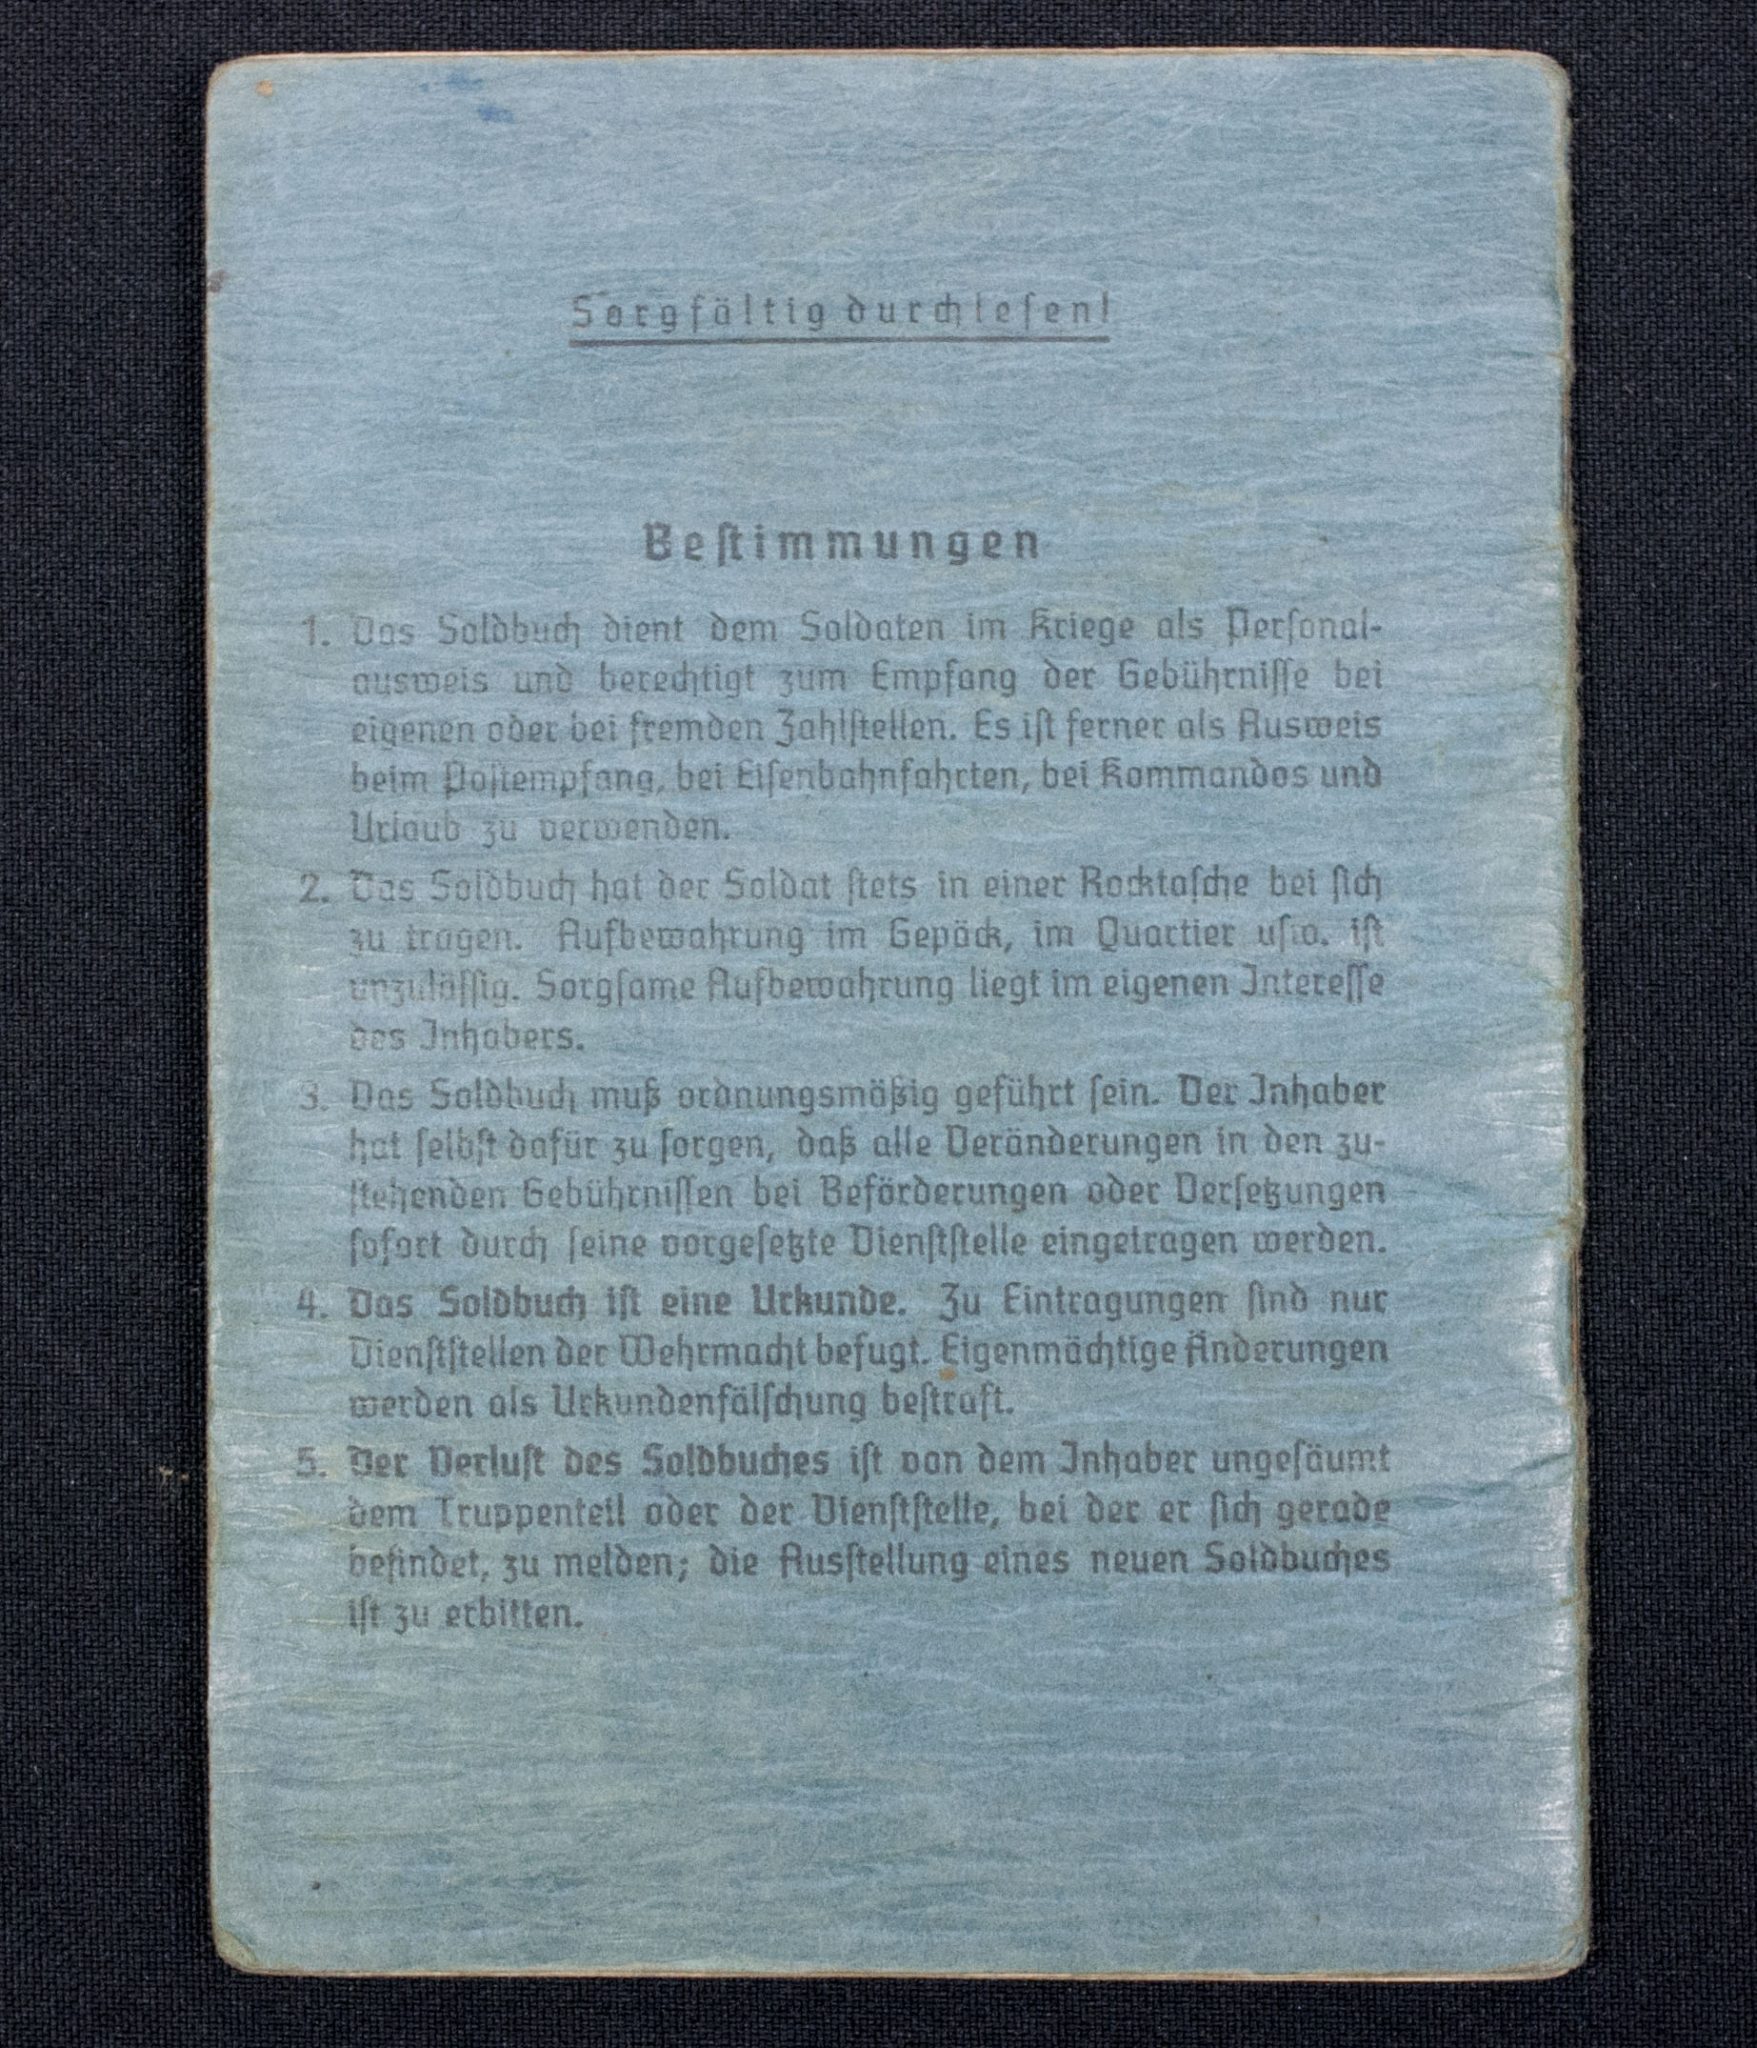 Sorgfältig durchlesen!
Bestimmungen
1. Das Soldbuch dient dem Soldaten im Kriege als Personal-
ausweis und berechtigt zum Empfang der Gebührnisse bei
eigenen oder bei fremden Zahlstellen. Es ist ferner als Ausweis
beim Postempfang, bei Eisenbahnfahrten, bei Kommandos und
Urlaub zu verwenden.
2. Das Soldbuch hat der Soldat stets in einer Rocktasche bei sich
zu tragen. Aufbewahrung im Gepäck, im Quartier usw. ist
unzulässig. Sorgsame Aufbewahrung liegt im eigenen Interesse
des Inhabers.
3. Das Soldbuch muß ordnungsmäßig geführt sein. Der Inhaber
hat selbst dafür zu sorgen, daß alle Veränderungen in den zu-
stehenden Gebührnissen bei Beförderungen oder Versetzungen
sofort durch seine vorgesetzte Dienststelle eingetragen werden.
4. Das Soldbuch ist eine Urkunde. Zu Eintragungen sind nur
Dienststellen der Wehrmacht befugt. Eigenmächtige Änderungen
werden als Urkundenfälschung bestraft.
5. Der Verlust des Soldbuches ist von dem Inhaber ungesäumt
dem Truppenteil oder der Dienststelle, bei der er sich gerade
befindet, zu melden; die Ausstellung eines neuen Soldbuches
ist zu erbitten.